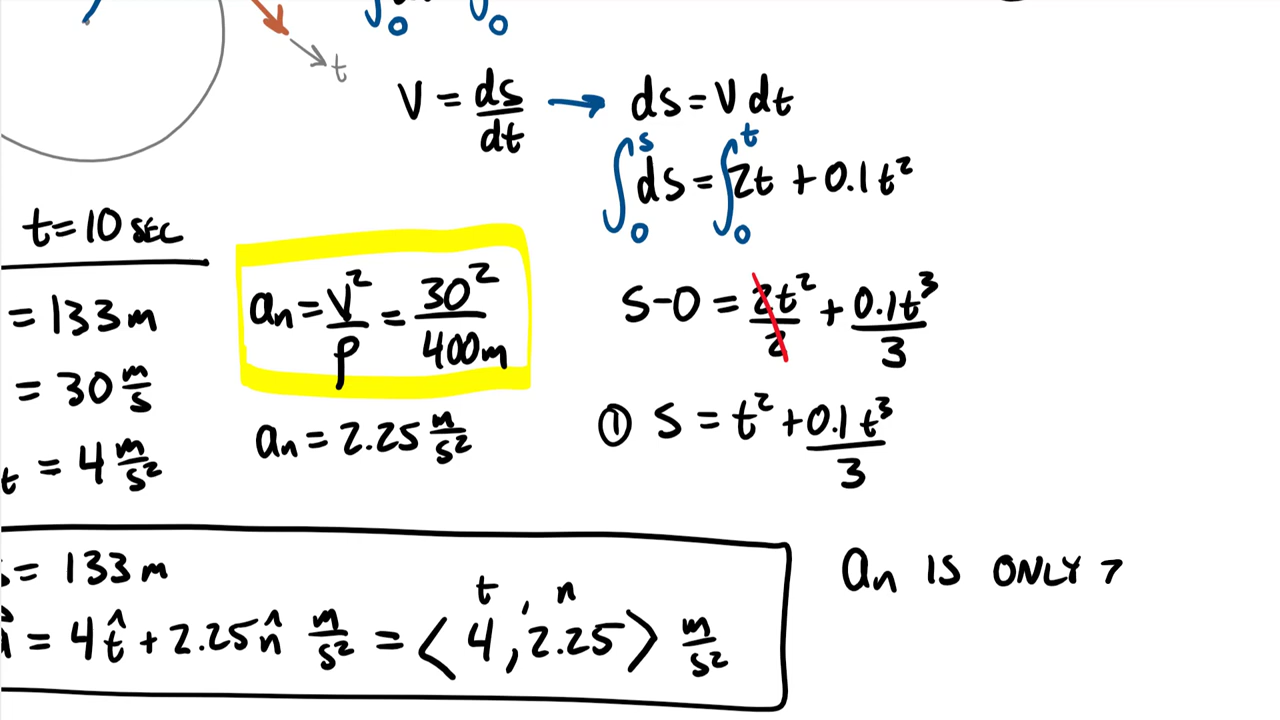 t
V = ds/dt → ds = V dt
∫₀ˢ ds = ∫₀ᵗ 2t + 0.1t²
t = 10 SEC
= 133 m
aₙ = V²/ρ = 30²/400m
S-0 = 2t²/2 + 0.1t³/3
= 30 m/s
aₙ = 2.25 m/s²
① S = t² + 0.1t³/3
t = 4 m/s²
S = 133 m
aₙ IS ONLY
t , n
= 4t̂ + 2.25n̂ m/s² = ⟨4, 2.25⟩ m/s²